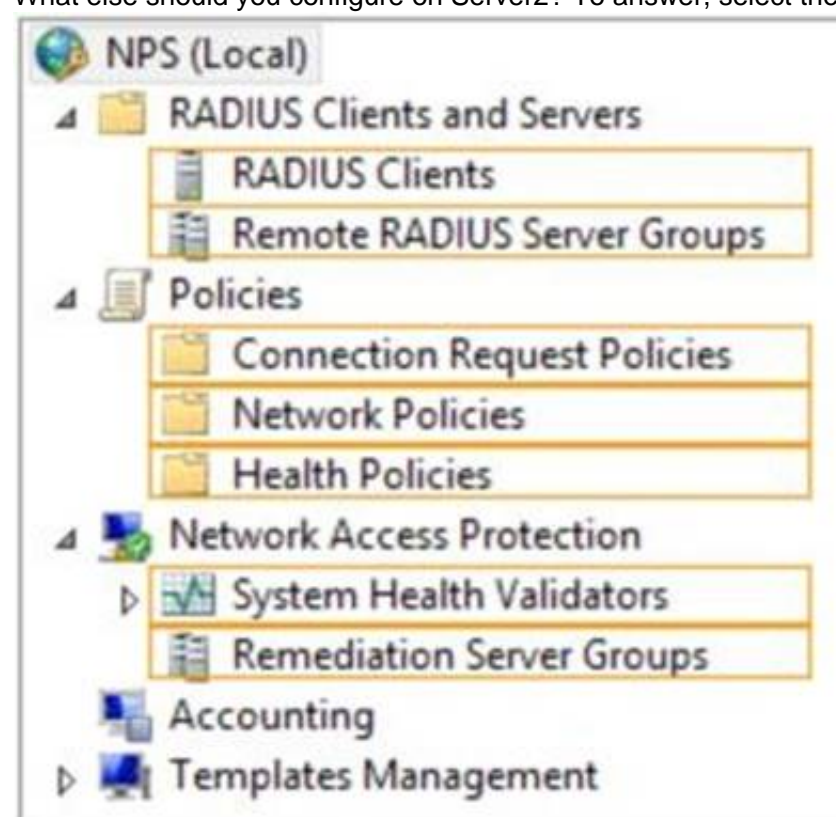 What else should you configure on Server2? To answer, select the
NPS (Local)
RADIUS Clients and Servers
RADIUS Clients
Remote RADIUS Server Groups
Policies
Connection Request Policies
Network Policies
Health Policies
Network Access Protection
System Health Validators
Remediation Server Groups
Accounting
Templates Management